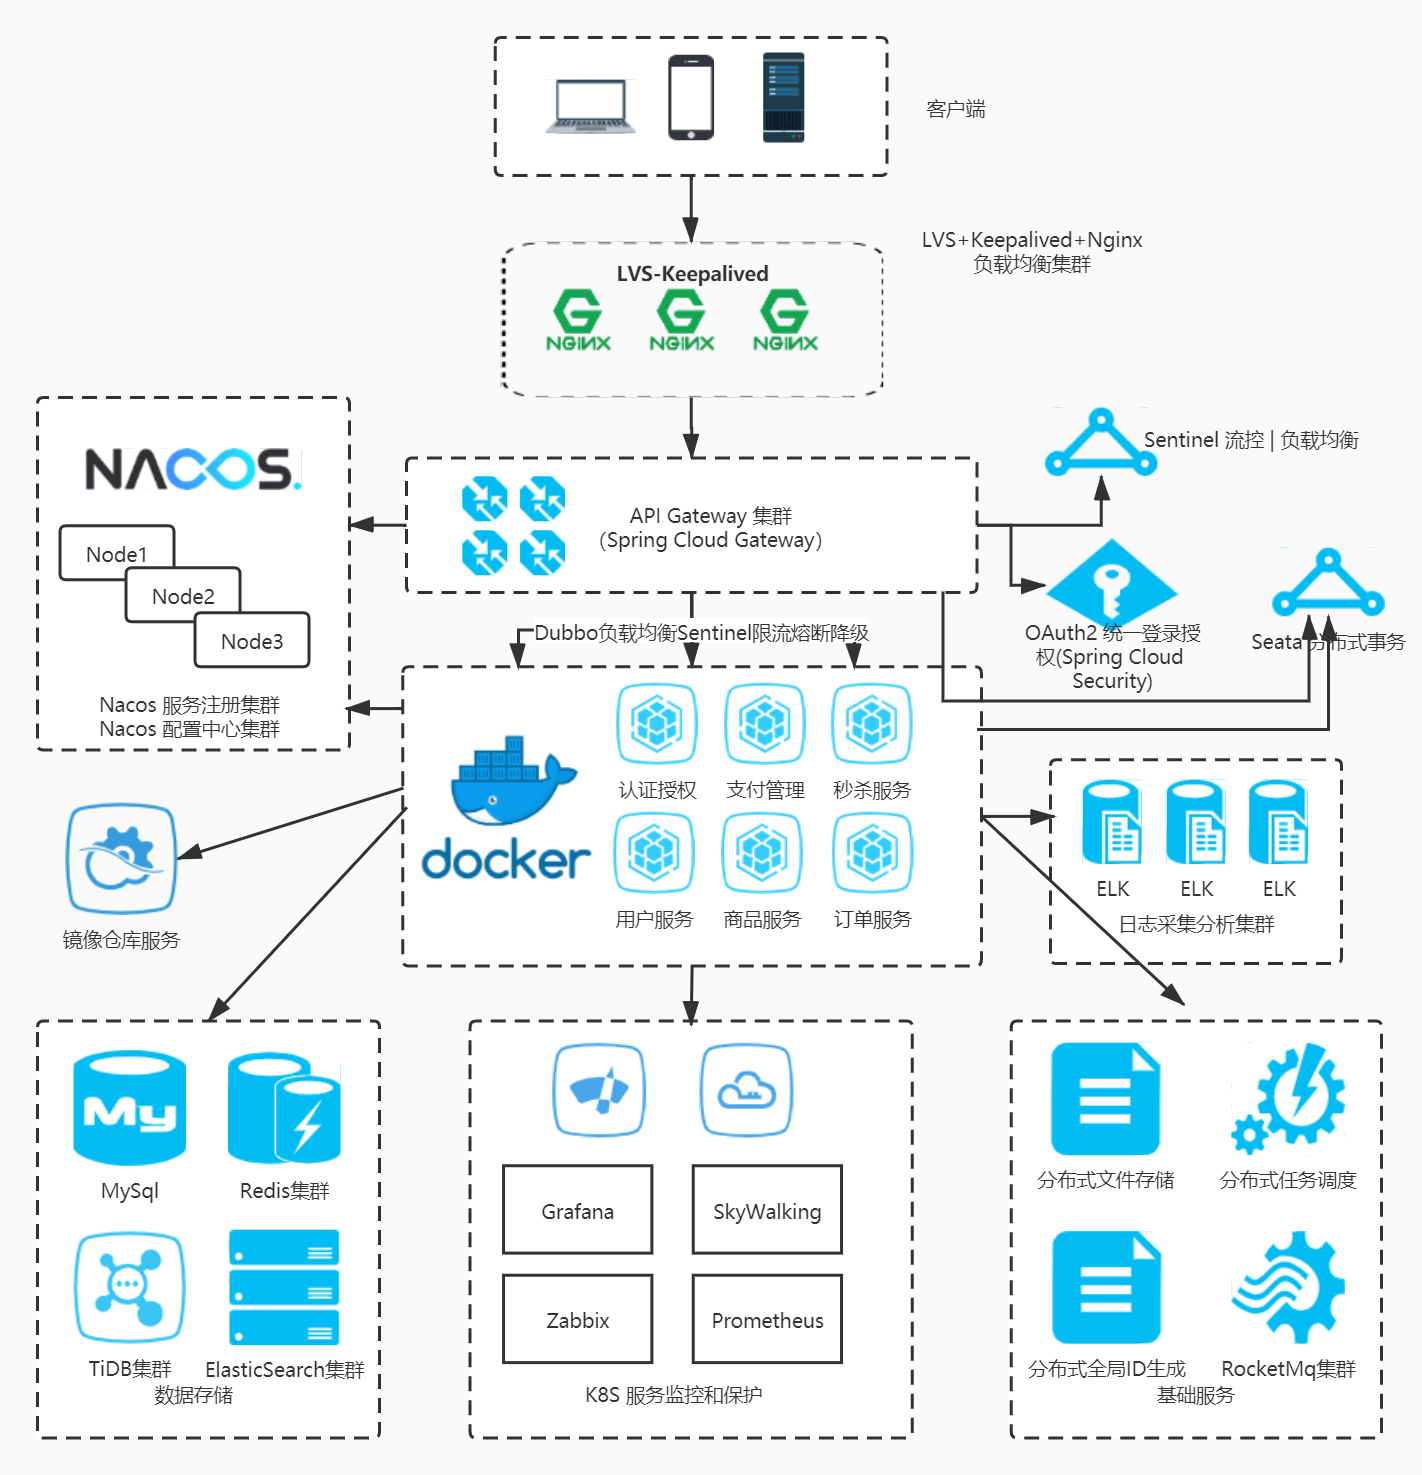 客户端
LVS+Keepalived+Nginx
负载均衡集群
LVS-Keepalived
NGINX NGINX NGINX
NACOS.
Node1
Node2
Node3
Nacos 服务注册集群
Nacos 配置中心集群
API Gateway 集群
(Spring Cloud Gateway)
Sentinel 流控 | 负载均衡
OAuth2 统一登录授
权(Spring Cloud
Security)
Seata 分布式事务
Dubbo负载均衡Sentinel限流熔断降级
docker
认证授权 支付管理 秒杀服务
用户服务 商品服务 订单服务
镜像仓库服务
ELK ELK ELK
日志采集分析集群
My
MySql Redis集群
TiDB集群 ElasticSearch集群
数据存储
Grafana SkyWalking
Zabbix Prometheus
K8S 服务监控和保护
分布式文件存储 分布式任务调度
分布式全局ID生成 RocketMq集群
基础服务